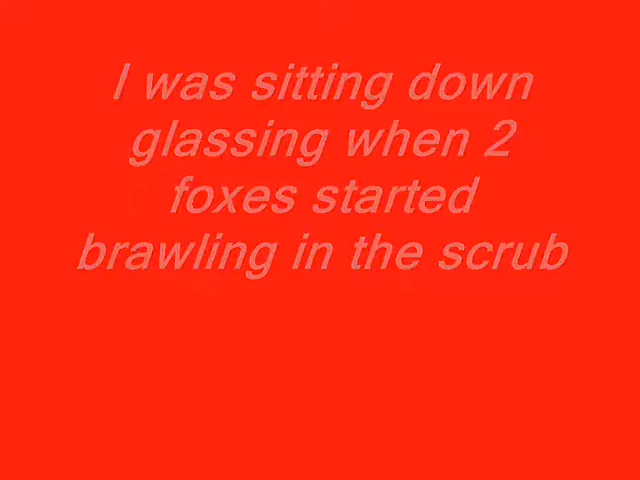 I was sitting down
glassing when 2
foxes started
brawling in the scrub